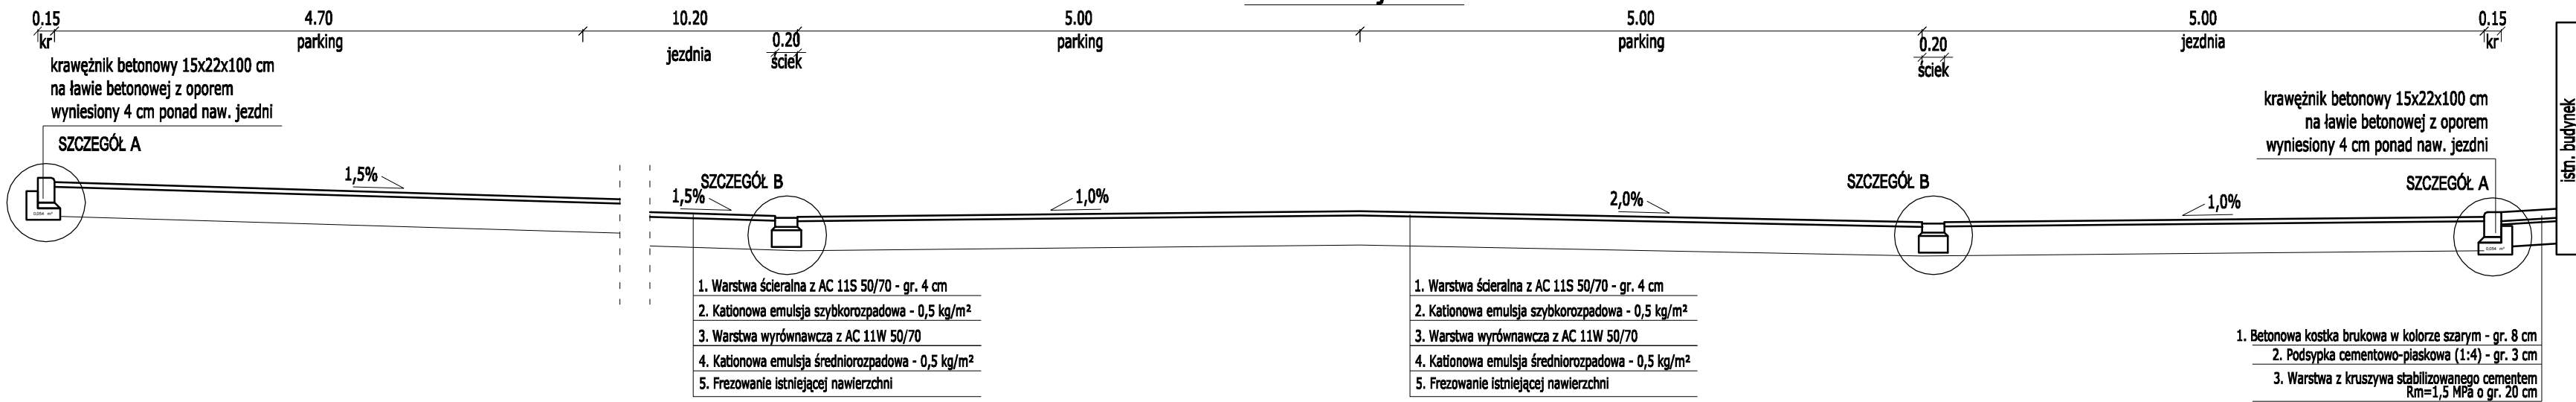 0.15
4.70
10.20
5.00
5.00
5.00
0.15
kr
parking
jezdnia
0.20
ściek
parking
parking
0.20
ściek
jezdnia
kr
krawężnik betonowy 15x22x100 cm
na ławie betonowej z oporem
wyniesiony 4 cm ponad naw. jezdni
SZCZEGÓŁ A
1,5%
1,5%
SZCZEGÓŁ B
1,0%
2,0%
SZCZEGÓŁ B
1,0%
krawężnik betonowy 15x22x100 cm
na ławie betonowej z oporem
wyniesiony 4 cm ponad naw. jezdni
SZCZEGÓŁ A
istn. budynek
1. Warstwa ścieralna z AC 11S 50/70 - gr. 4 cm
2. Kationowa emulsja szybkorozpadowa - 0,5 kg/m²
3. Warstwa wyrównawcza z AC 11W 50/70
4. Kationowa emulsja średniorozpadowa - 0,5 kg/m²
5. Frezowanie istniejącej nawierzchni
1. Warstwa ścieralna z AC 11S 50/70 - gr. 4 cm
2. Kationowa emulsja szybkorozpadowa - 0,5 kg/m²
3. Warstwa wyrównawcza z AC 11W 50/70
4. Kationowa emulsja średniorozpadowa - 0,5 kg/m²
5. Frezowanie istniejącej nawierzchni
1. Betonowa kostka brukowa w kolorze szarym - gr. 8 cm
2. Podsypka cementowo-piaskowa (1:4) - gr. 3 cm
3. Warstwa z kruszywa stabilizowanego cementem
Rm=1,5 MPa o gr. 20 cm